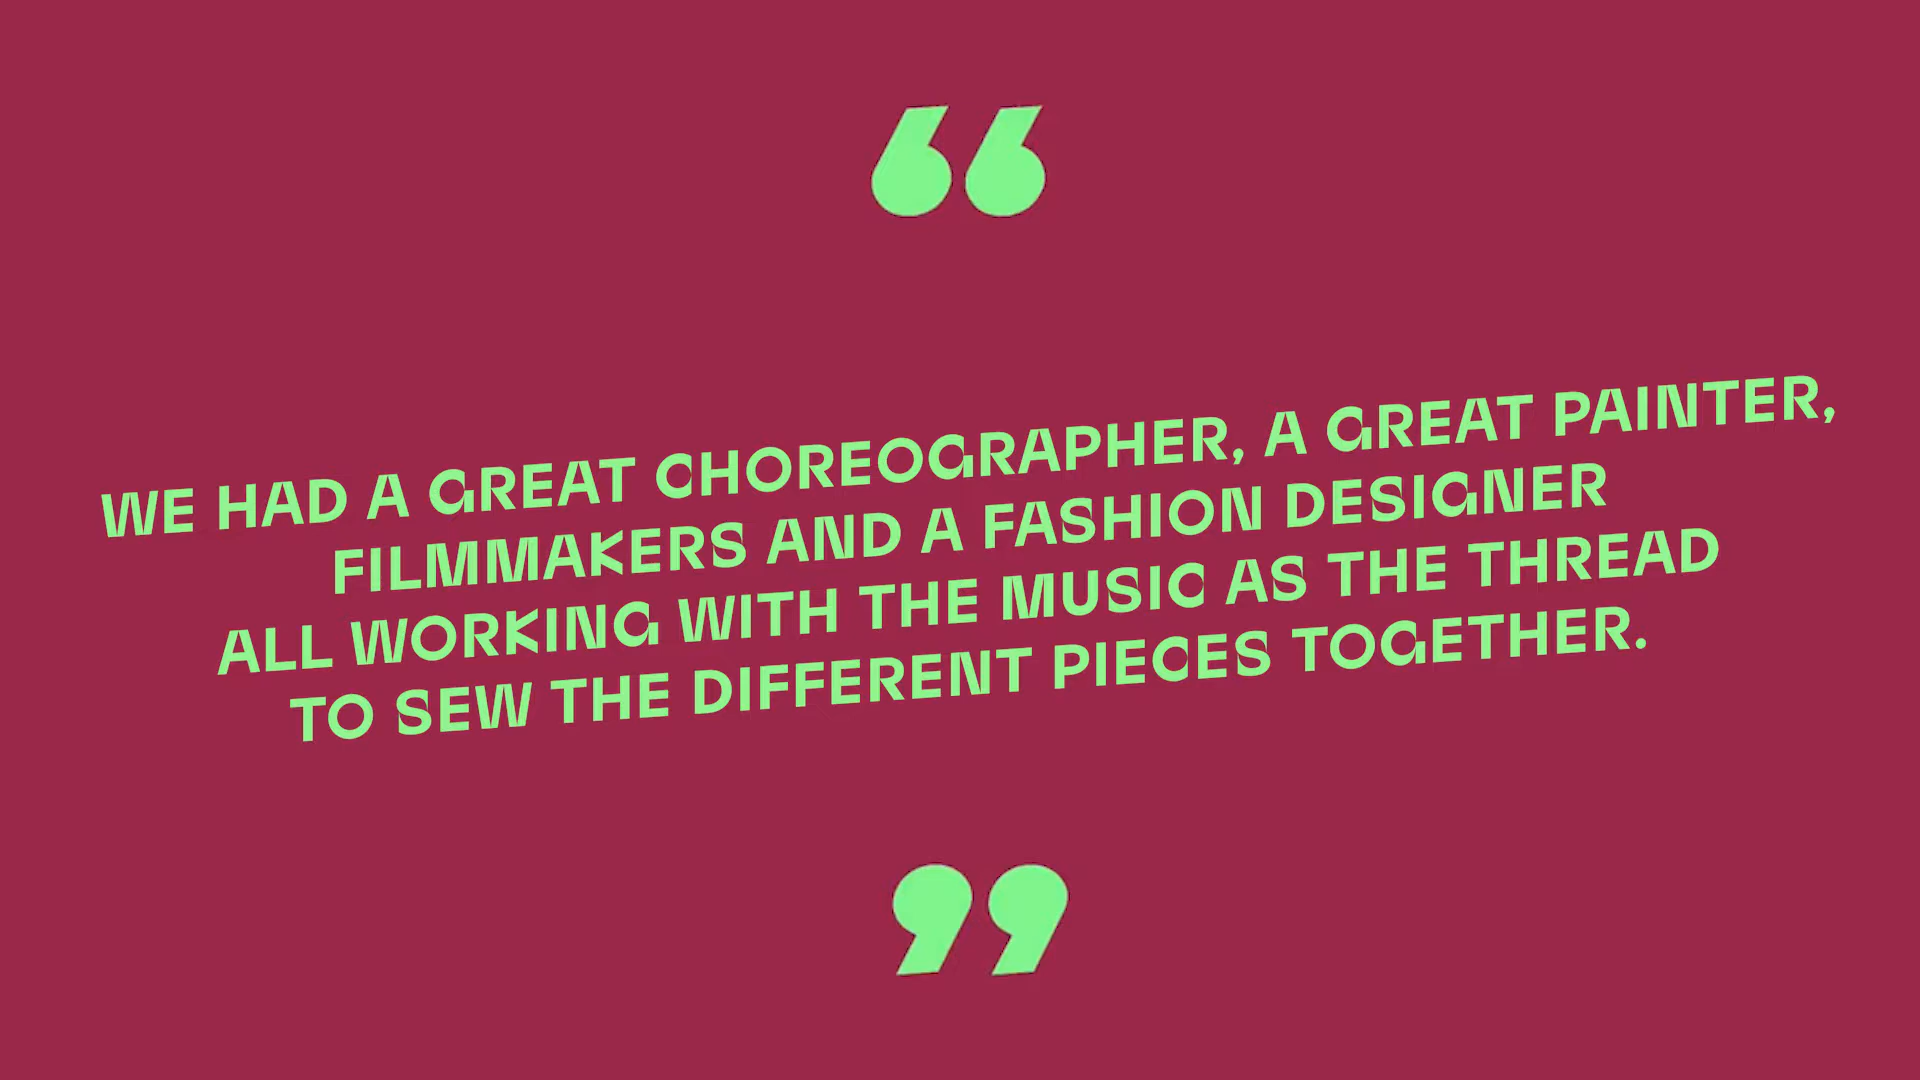 “
WE HAD A GREAT CHOREOGRAPHER, A GREAT PAINTER,
FILMMAKERS AND A FASHION DESIGNER
ALL WORKING WITH THE MUSIC AS THE THREAD
TO SEW THE DIFFERENT PIECES TOGETHER.
”